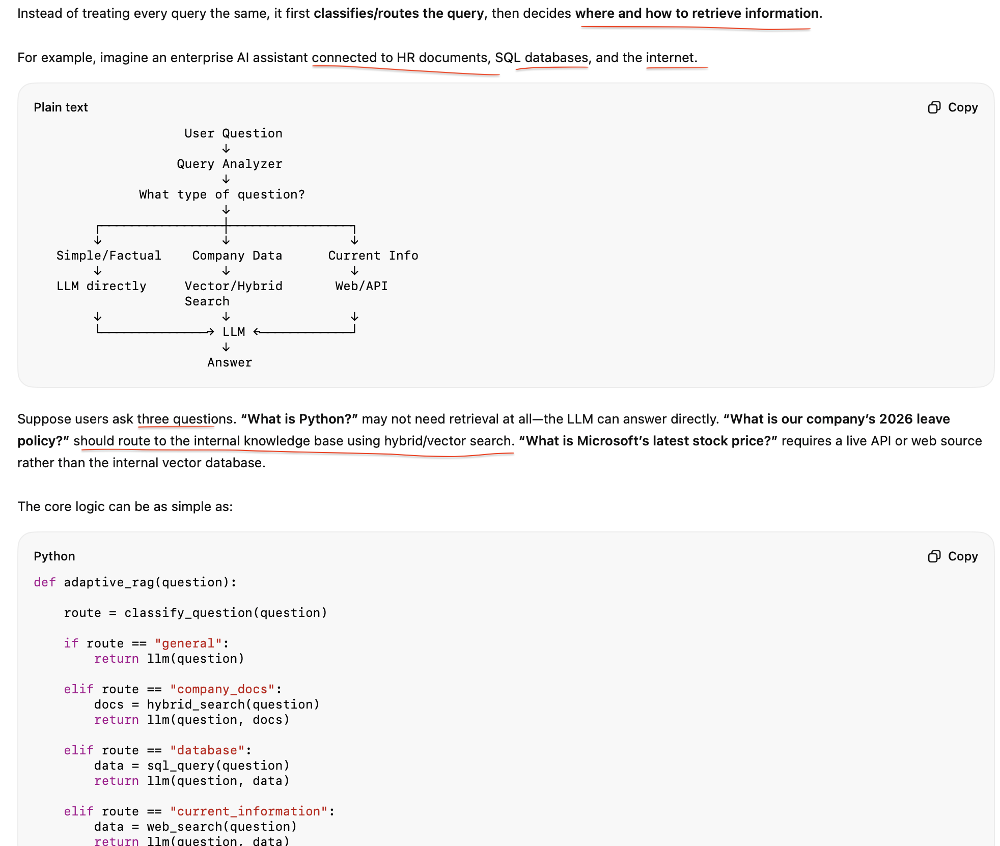 Instead of treating every query the same, it first classifies/routes the query, then decides where and how to retrieve information.
For example, imagine an enterprise AI assistant connected to HR documents, SQL databases, and the internet.
Plain text
Copy
User Question
↓
Query Analyzer
↓
What type of question?
↓
┌────────────────┼────────────────┐
↓ ↓ ↓
Simple/Factual Company Data Current Info
↓ ↓ ↓
LLM directly Vector/Hybrid Web/API
Search
↓ ↓ ↓
└──────────────→ LLM ←────────────┘
↓
Answer
Suppose users ask three questions. “What is Python?” may not need retrieval at all—the LLM can answer directly. “What is our company’s 2026 leave
policy?” should route to the internal knowledge base using hybrid/vector search. “What is Microsoft’s latest stock price?” requires a live API or web source
rather than the internal vector database.
The core logic can be as simple as:
Python
Copy
def adaptive_rag(question):
    route = classify_question(question)
    if route == "general":
        return llm(question)
    elif route == "company_docs":
        docs = hybrid_search(question)
        return llm(question, docs)
    elif route == "database":
        data = sql_query(question)
        return llm(question, data)
    elif route == "current_information":
        data = web_search(question)
        return llm(question, data)